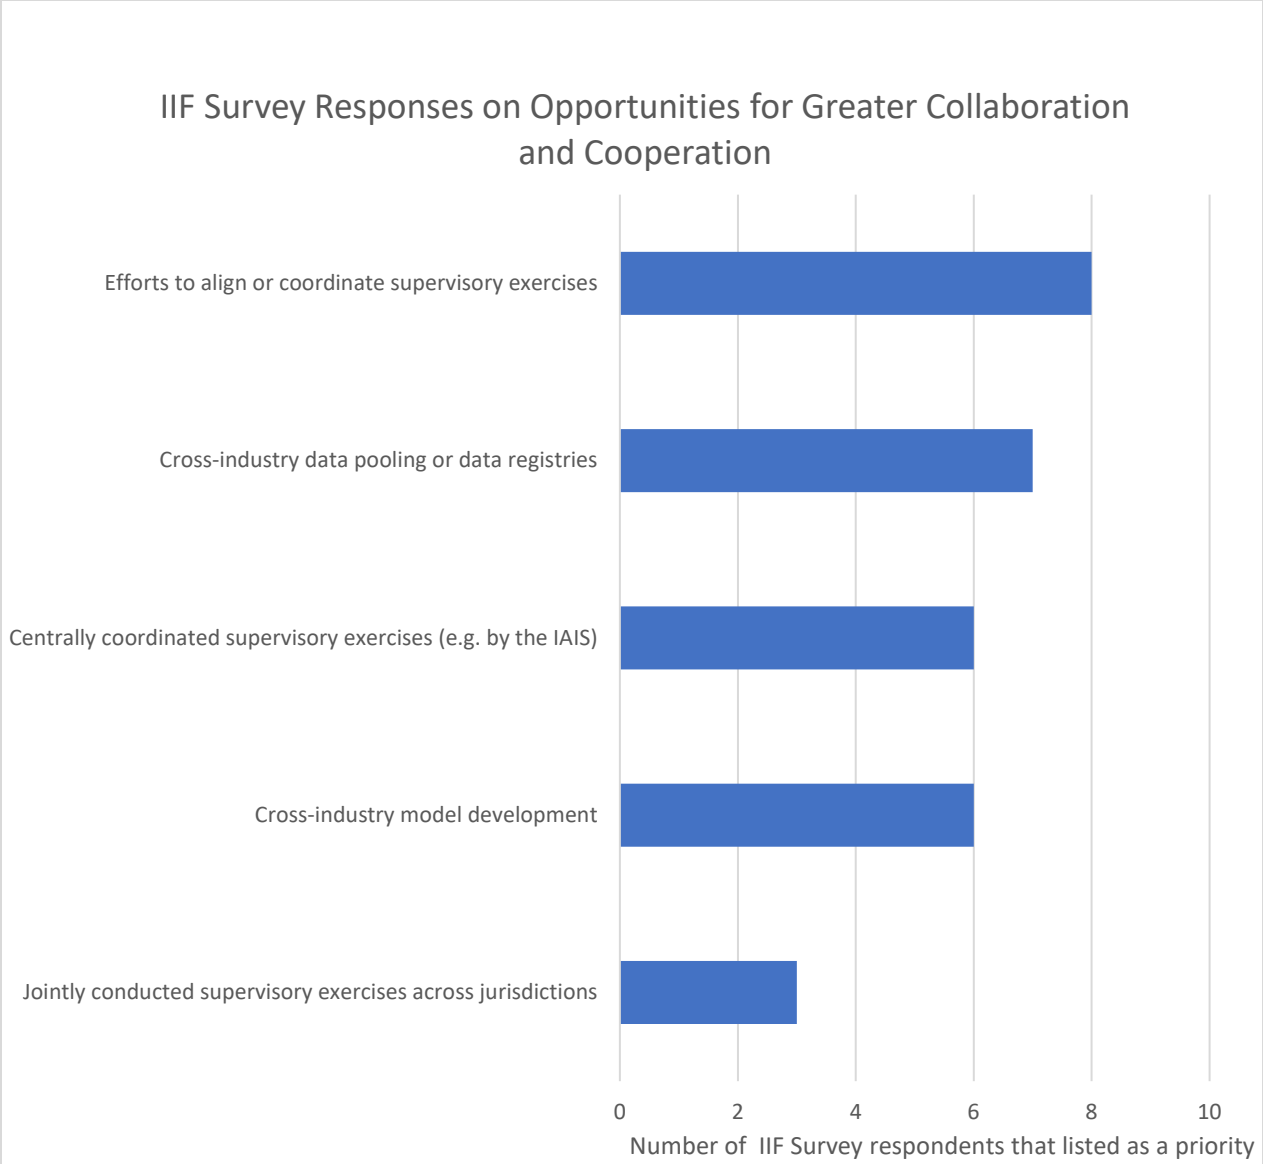 IIF Survey Responses on Opportunities for Greater Collaboration
and Cooperation
Efforts to align or coordinate supervisory exercises
Cross-industry data pooling or data registries
Centrally coordinated supervisory exercises (e.g. by the IAIS)
Cross-industry model development
Jointly conducted supervisory exercises across jurisdictions
0 2 4 6 8 10
Number of  IIF Survey respondents that listed as a priority